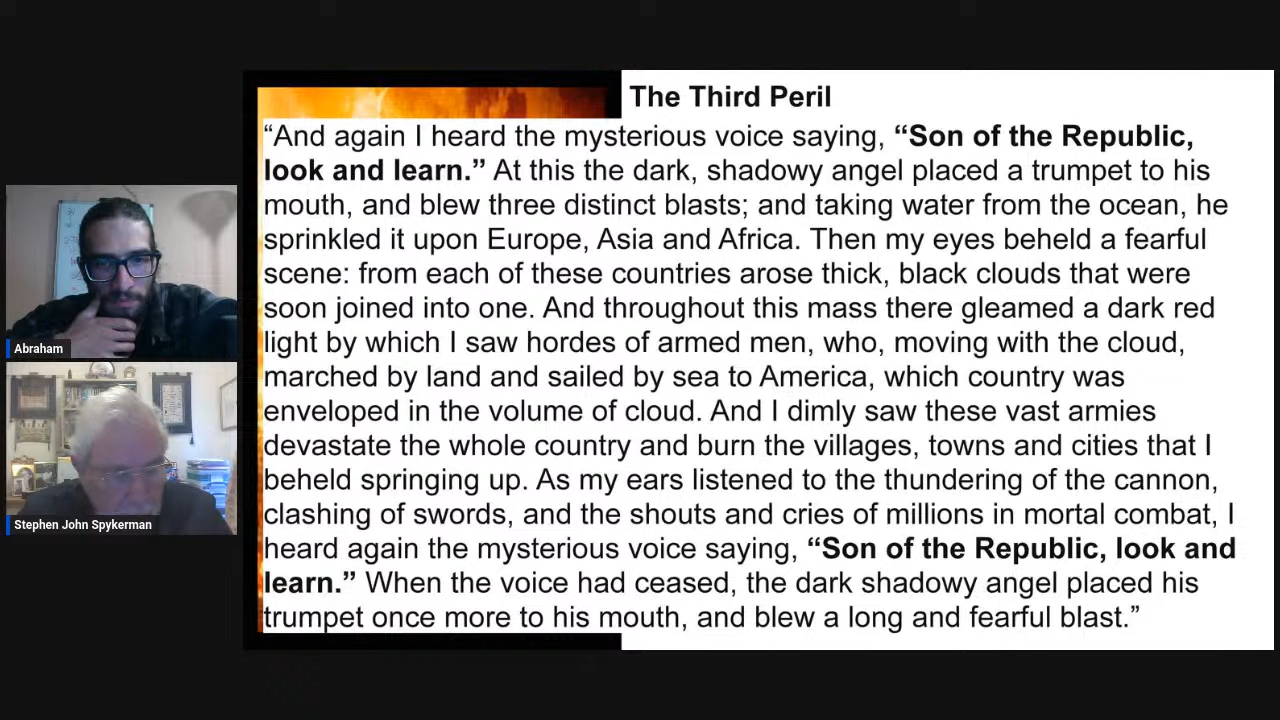 The Third Peril
“And again I heard the mysterious voice saying, “Son of the Republic,
look and learn.” At this the dark, shadowy angel placed a trumpet to his
mouth, and blew three distinct blasts; and taking water from the ocean, he
sprinkled it upon Europe, Asia and Africa. Then my eyes beheld a fearful
scene: from each of these countries arose thick, black clouds that were
soon joined into one. And throughout this mass there gleamed a dark red
light by which I saw hordes of armed men, who, moving with the cloud,
marched by land and sailed by sea to America, which country was
enveloped in the volume of cloud. And I dimly saw these vast armies
devastate the whole country and burn the villages, towns and cities that I
beheld springing up. As my ears listened to the thundering of the cannon,
clashing of swords, and the shouts and cries of millions in mortal combat, I
heard again the mysterious voice saying, “Son of the Republic, look and
learn.” When the voice had ceased, the dark shadowy angel placed his
trumpet once more to his mouth, and blew a long and fearful blast.”
Abraham
Stephen John Spykerman